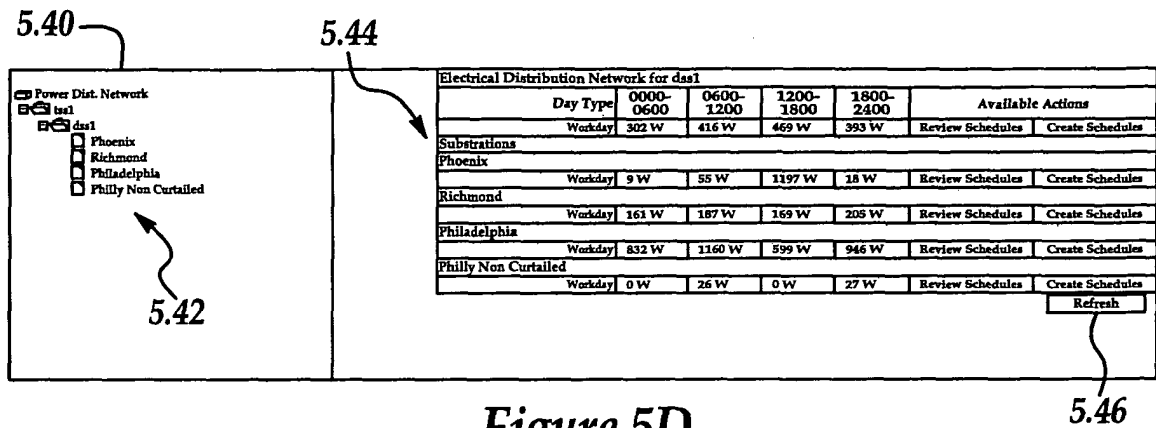 5.40
5.44
Power Dist. Network
tss1
dss1
Phoenix
Richmond
Philadelphia
Philly Non Curtailed
5.42
Electrical Distribution Network for dss1
Day Type 0000-0600 0600-1200 1200-1800 1800-2400 Available Actions
Workday 302 W 416 W 469 W 393 W Review Schedules Create Schedules
Substrations
Phoenix
Workday 9 W 55 W 1197 W 18 W Review Schedules Create Schedules
Richmond
Workday 161 W 187 W 169 W 205 W Review Schedules Create Schedules
Philadelphia
Workday 832 W 1160 W 599 W 946 W Review Schedules Create Schedules
Philly Non Curtailed
Workday 0 W 26 W 0 W 27 W Review Schedules Create Schedules
Refresh
5.46
Figure 5D